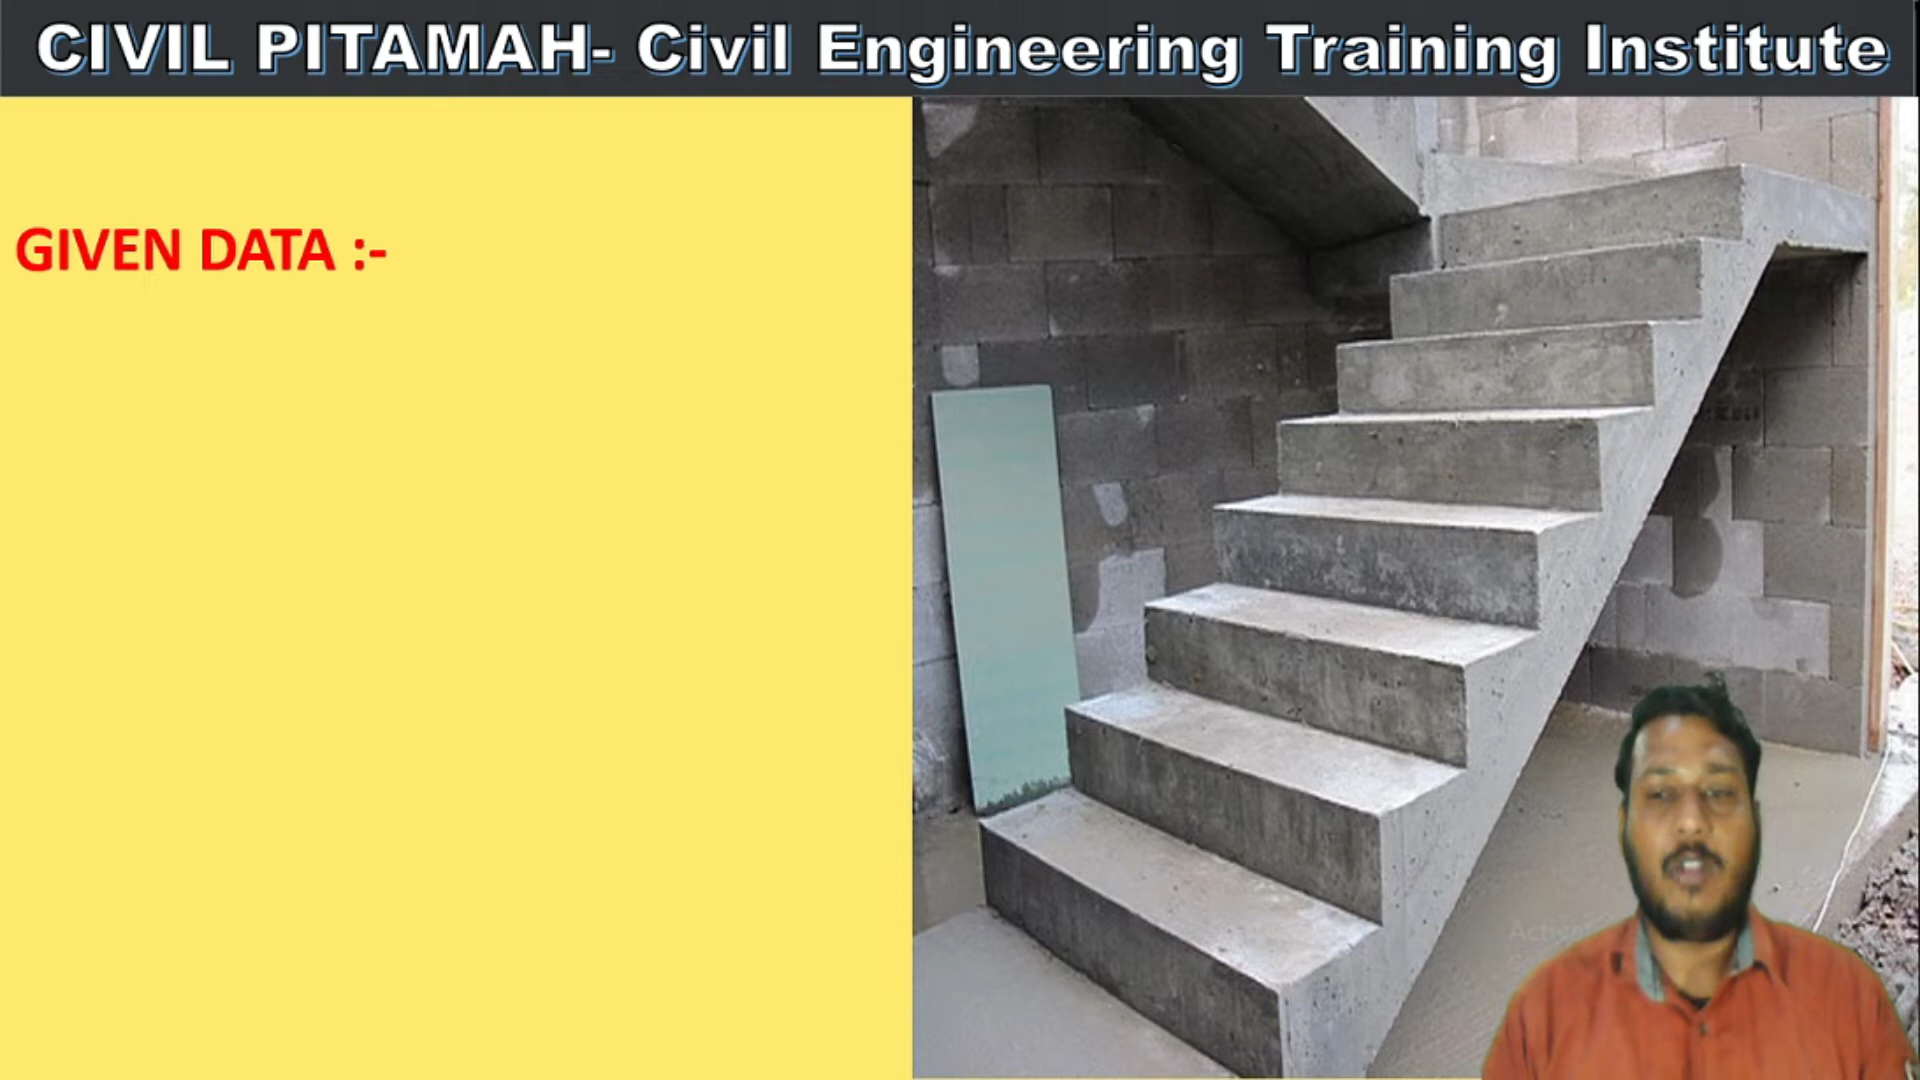 CIVIL PITAMAH- Civil Engineering Training Institute
GIVEN DATA :-